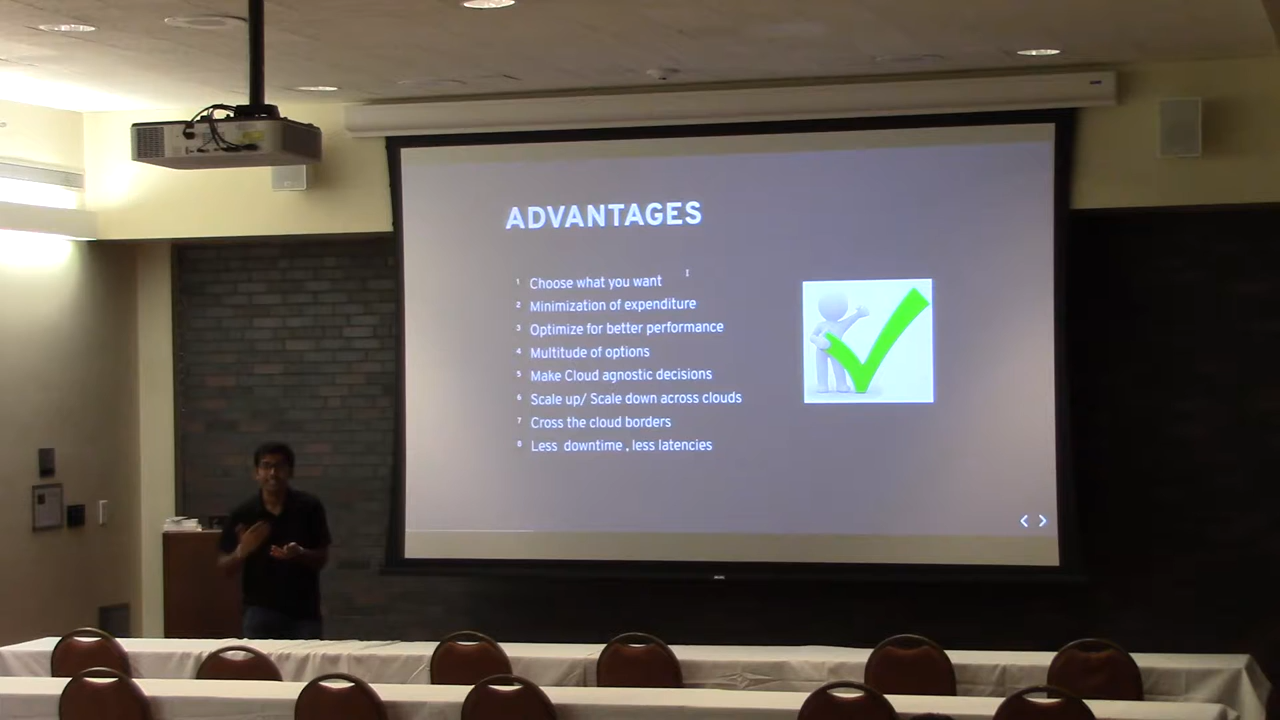 ADVANTAGES
1 Choose what you want
2 Minimization of expenditure
3 Optimize for better performance
4 Multitude of options
5 Make Cloud agnostic decisions
6 Scale up/ Scale down across clouds
7 Cross the cloud borders
8 Less downtime , less latencies